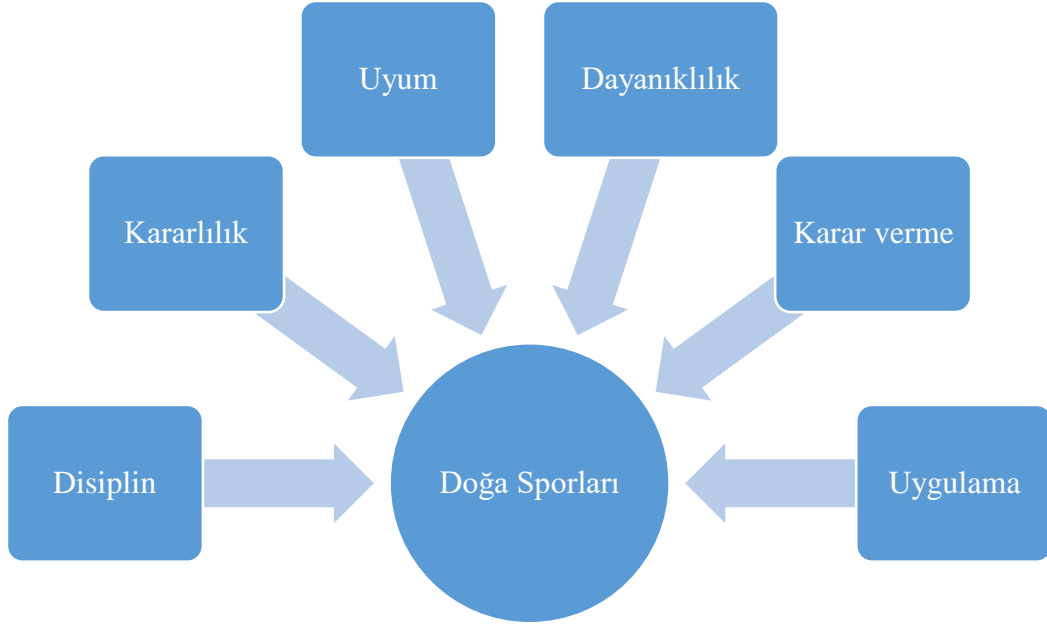 Uyum
Dayanıklılık
Kararlılık
Karar verme
Disiplin
Doğa Sporları
Uygulama